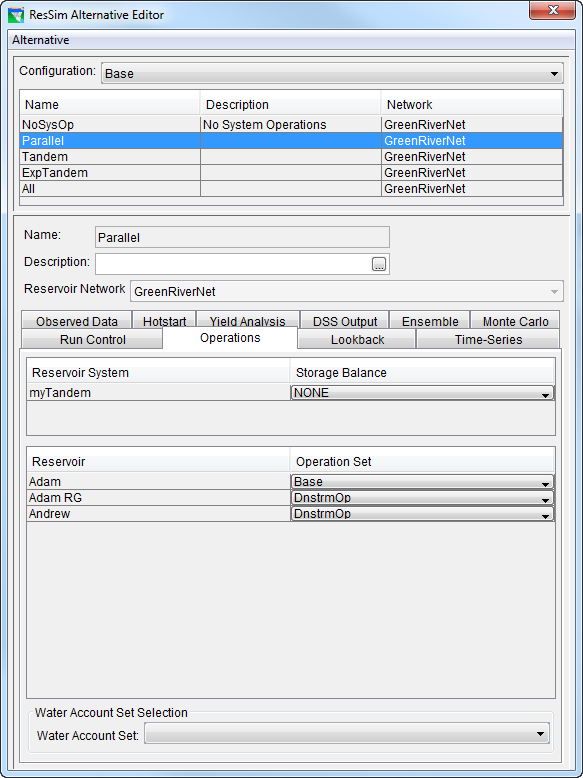 ResSim Alternative Editor
Alternative
Configuration: Base
Name Description Network
NoSysOp No System Operations GreenRiverNet
Parallel GreenRiverNet
Tandem GreenRiverNet
ExpTandem GreenRiverNet
All GreenRiverNet
Name: Parallel
Description: ...
Reservoir Network GreenRiverNet
Observed Data Hotstart Yield Analysis DSS Output Ensemble Monte Carlo
Run Control Operations Lookback Time-Series
Reservoir System Storage Balance
myTandem NONE
Reservoir Operation Set
Adam Base
Adam RG DnstrmOp
Andrew DnstrmOp
Water Account Set Selection
Water Account Set: